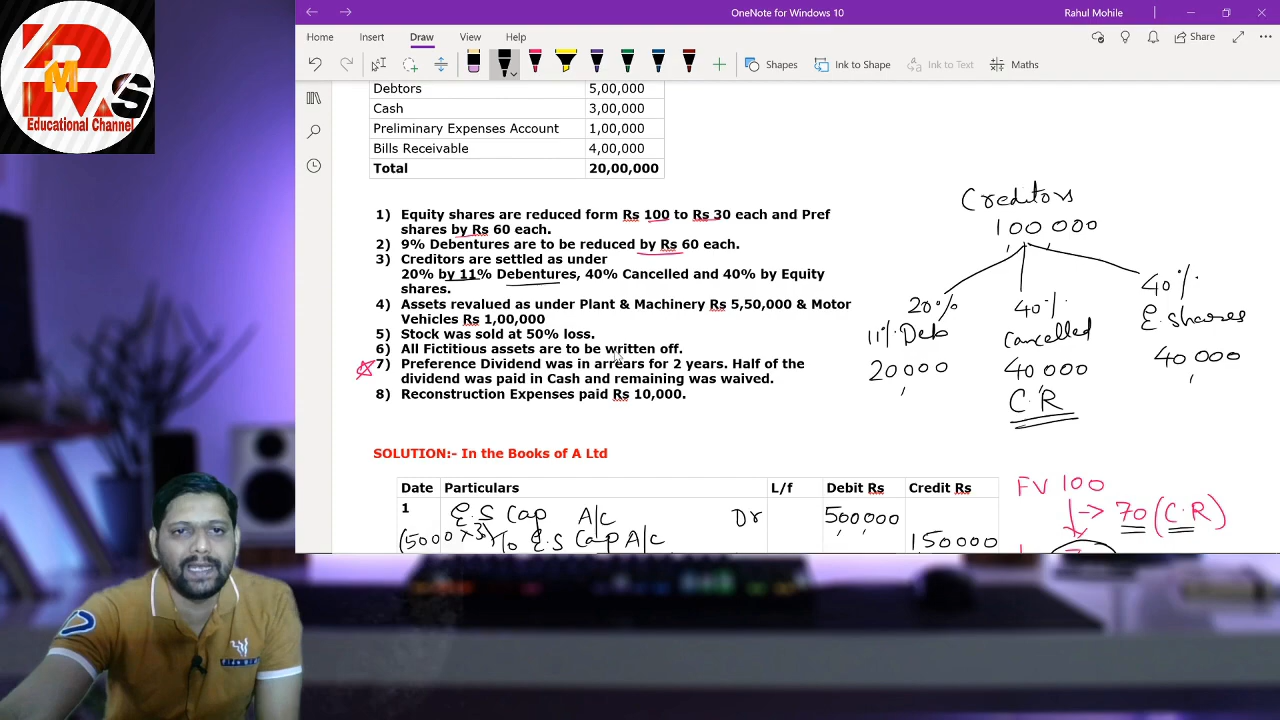 OneNote for Windows 10
Rahul Mohile
Home Insert Draw View Help
Share
Shapes Ink to Shape Ink to Text Maths
R
M
S
Educational Channel
Debtors 5,00,000
Cash 3,00,000
Preliminary Expenses Account 1,00,000
Bills Receivable 4,00,000
Total 20,00,000
1) Equity shares are reduced form Rs 100 to Rs 30 each and Pref
shares by Rs 60 each.
2) 9% Debentures are to be reduced by Rs 60 each.
3) Creditors are settled as under
20% by 11% Debentures, 40% Cancelled and 40% by Equity
shares.
4) Assets revalued as under Plant & Machinery Rs 5,50,000 & Motor
Vehicles Rs 1,00,000
5) Stock was sold at 50% loss.
6) All Fictitious assets are to be written off.
7) Preference Dividend was in arrears for 2 years. Half of the
dividend was paid in Cash and remaining was waived.
8) Reconstruction Expenses paid Rs 10,000.
Creditors
100 000
20% 40% 40%
11% Deb Cancelled E.shares
20000 40000 40 000
C.R
SOLUTION:- In the Books of A Ltd
Date Particulars L/f Debit Rs Credit Rs
1 E.S Cap A/c Dr 500000
To E.S Cap A/c 150000
FV 100
-> 70 (C.R)